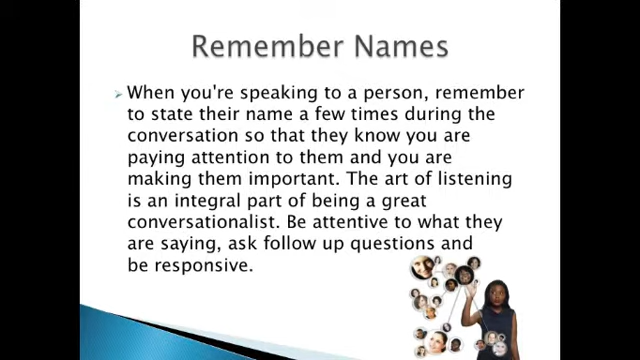 Remember Names
When you're speaking to a person, remember
to state their name a few times during the
conversation so that they know you are
paying attention to them and you are
making them important. The art of listening
is an integral part of being a great
conversationalist. Be attentive to what they
are saying, ask follow up questions and
be responsive.